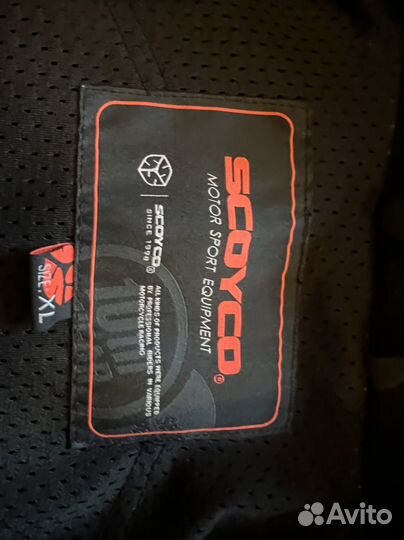 SCOYCO®
MOTOR SPORT EQUIPMENT
SCOYCO
SINCE 1996®
ALL KINDS OF PRODUCTS WERE EQUIPPED
BY PROFESSIONAL RIDERS IN VARIOUS
MOTORCYCLE RACING
SIZE XL
Avito